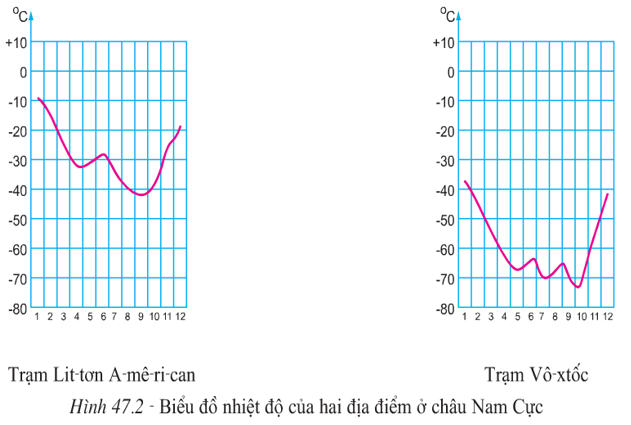 ⁰C
+10
0
-10
-20
-30
-40
-50
-60
-70
-80
1 2 3 4 5 6 7 8 9 10 11 12
⁰C
+10
0
-10
-20
-30
-40
-50
-60
-70
-80
1 2 3 4 5 6 7 8 9 10 11 12
Trạm Lit-tơn A-mê-ri-can
Trạm Vô-xtốc
Hình 47.2 - Biểu đồ nhiệt độ của hai địa điểm ở châu Nam Cực